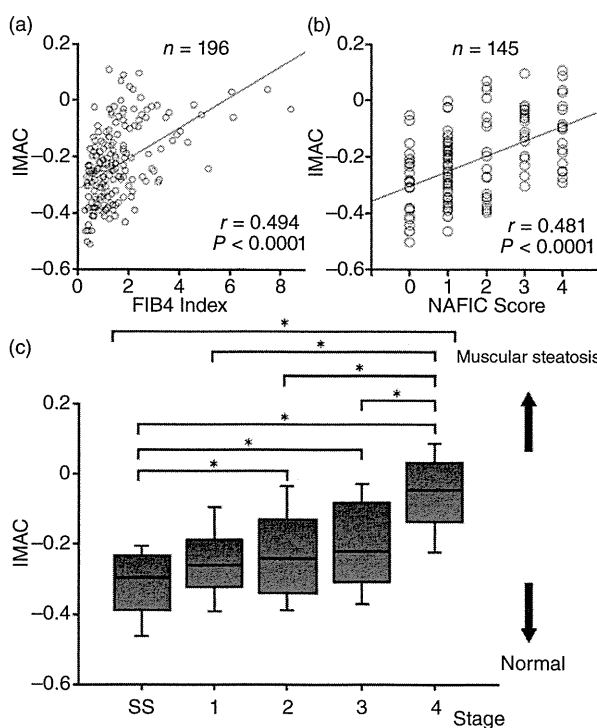 (a)
n = 196
0.2
0
−0.2
−0.4
−0.6
IMAC
r = 0.494
P < 0.0001
0 2 4 6 8
FIB4 Index
(b)
n = 145
0.2
0
−0.2
−0.4
−0.6
IMAC
r = 0.481
P < 0.0001
0 1 2 3 4
NAFIC Score
(c)
*
*
*
*
*
*
*
Muscular steatosis
0.2
0
−0.2
−0.4
−0.6
IMAC
Normal
SS 1 2 3 4 Stage